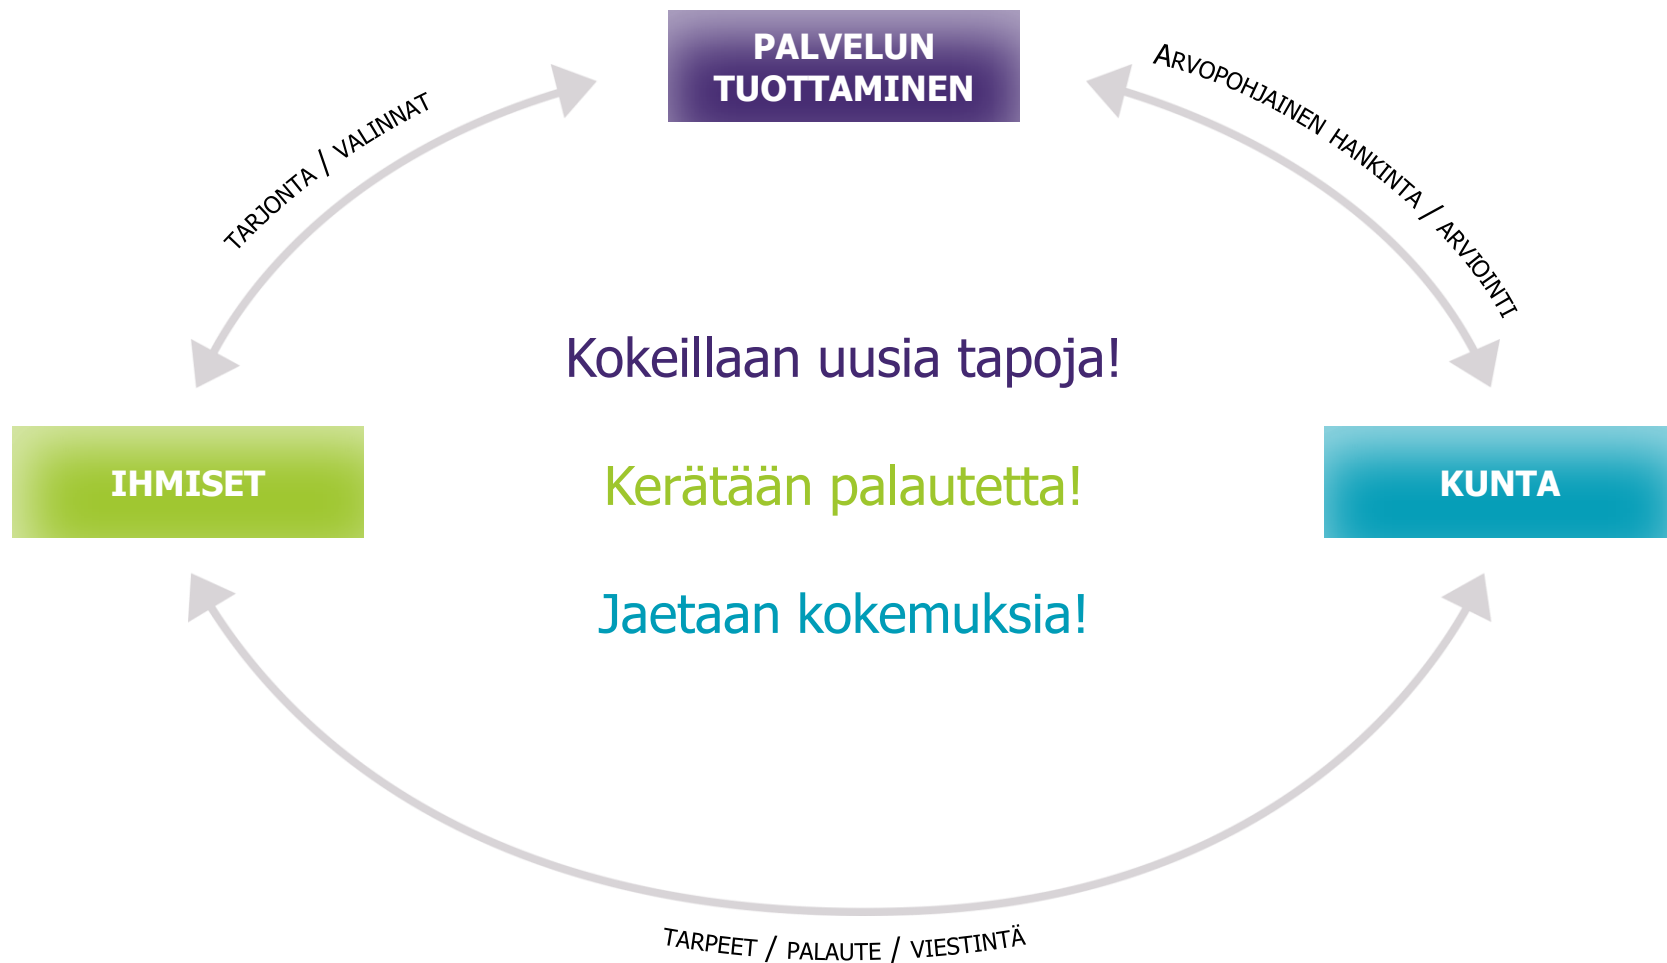 PALVELUN
TUOTTAMINEN
TARJONTA / VALINNAT
ARVOPOHJAINEN HANKINTA / ARVIOINTI
Kokeillaan uusia tapoja!
IHMISET
Kerätään palautetta!
KUNTA
Jaetaan kokemuksia!
TARPEET / PALAUTE / VIESTINTÄ